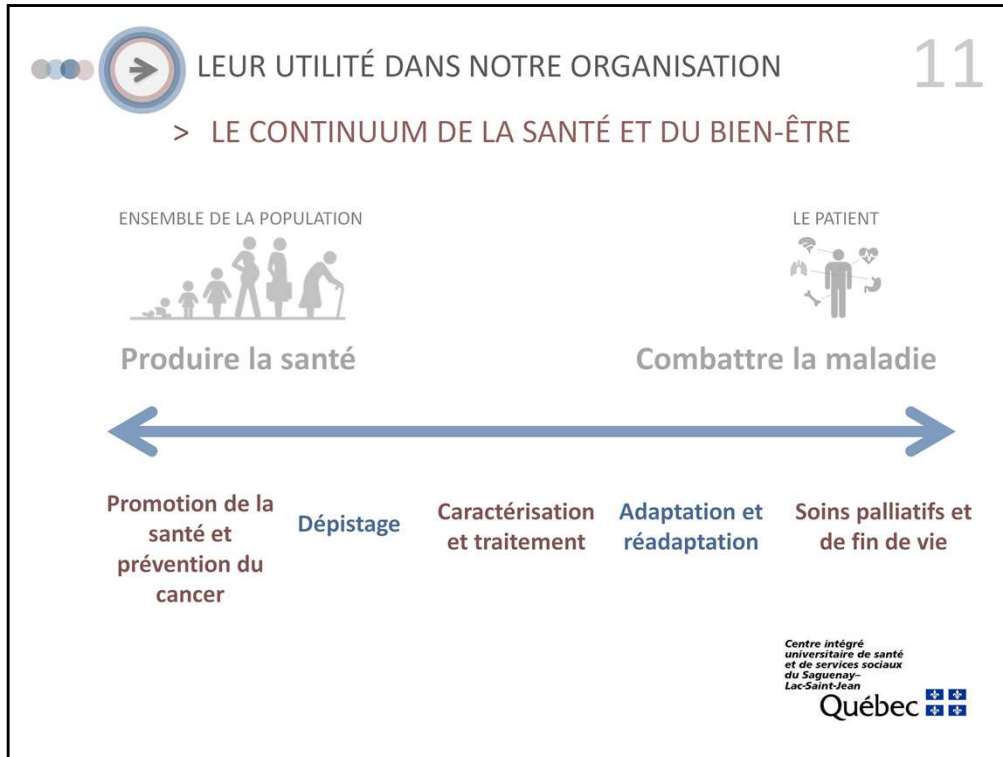 LEUR UTILITÉ DANS NOTRE ORGANISATION
11
> LE CONTINUUM DE LA SANTÉ ET DU BIEN-ÊTRE
ENSEMBLE DE LA POPULATION
LE PATIENT
Produire la santé
Combattre la maladie
Promotion de la
santé et
prévention du
cancer
Dépistage
Caractérisation
et traitement
Adaptation et
réadaptation
Soins palliatifs et
de fin de vie
Centre intégré
universitaire de santé
et de services sociaux
du Saguenay–
Lac-Saint-Jean
Québec